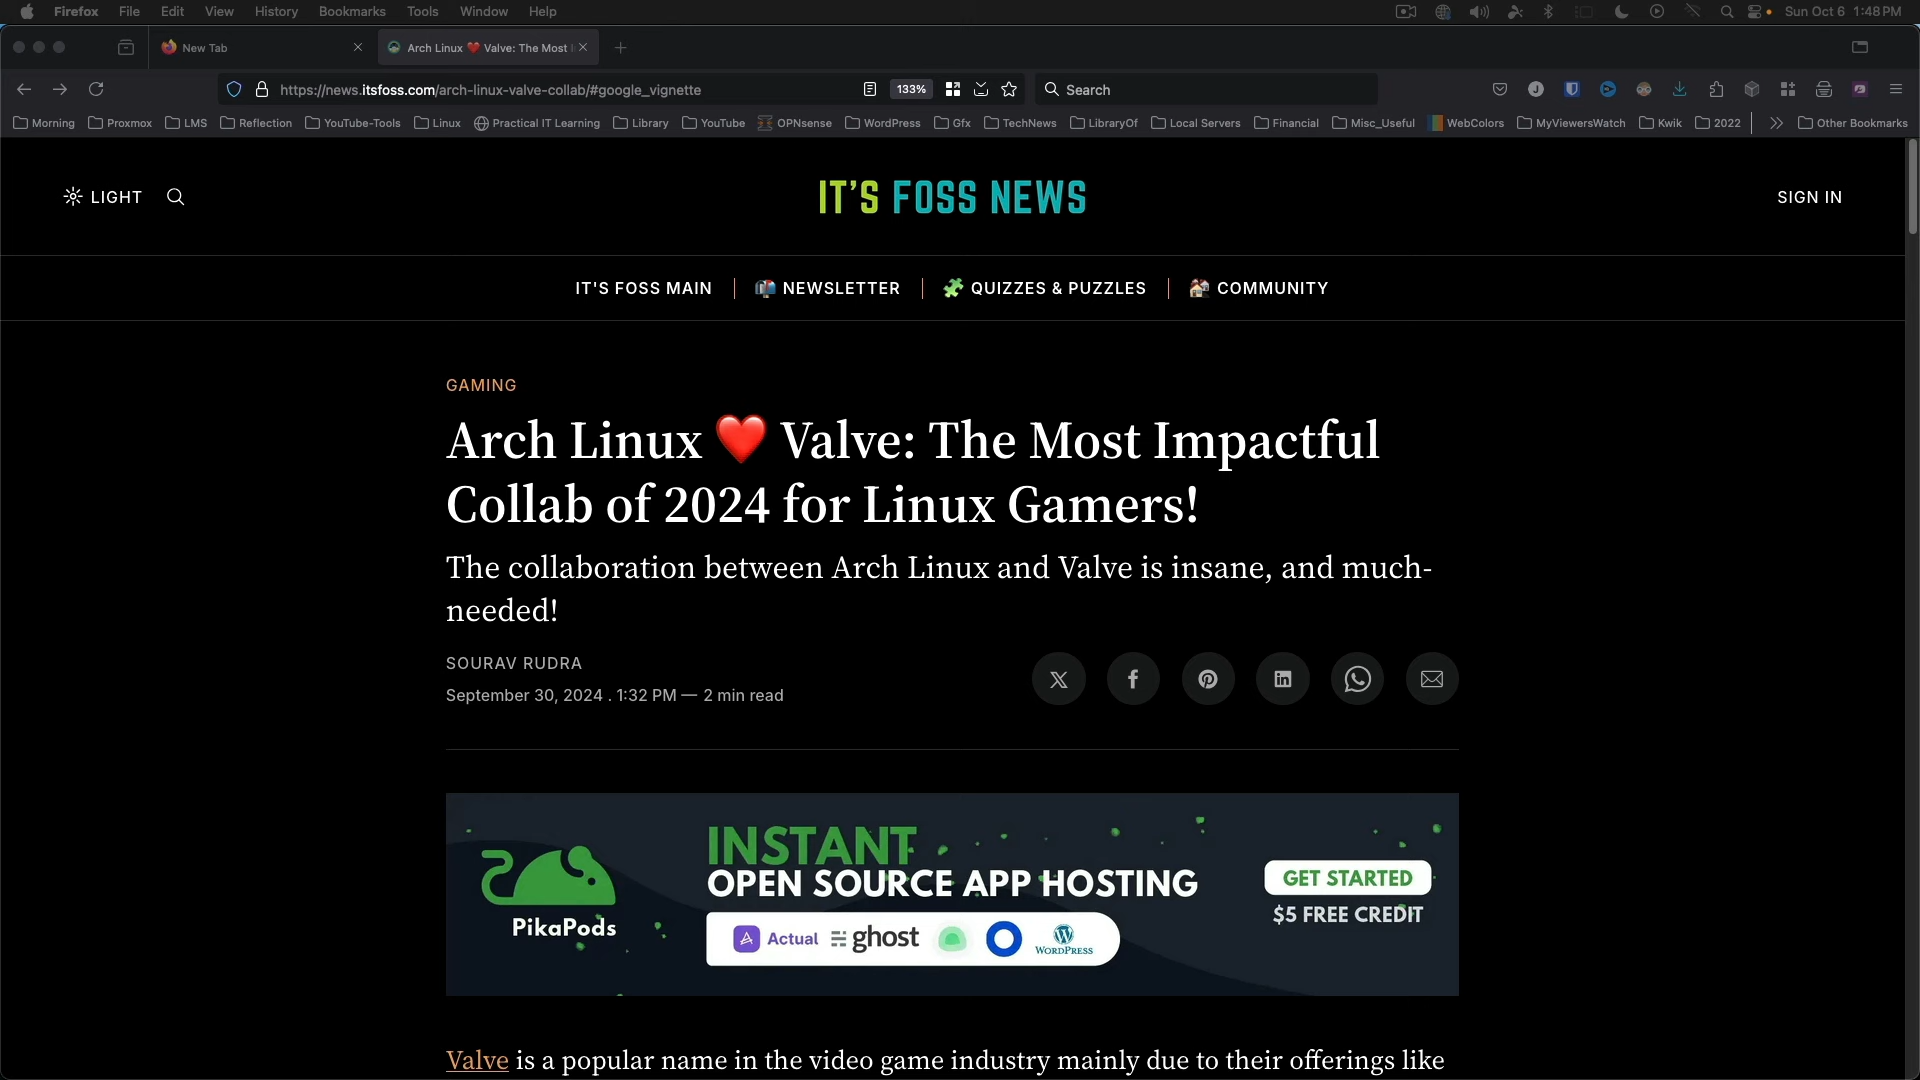 Firefox File Edit View History Bookmarks Tools Window Help Sun Oct 6 1:48 PM
New Tab Arch Linux ❤️ Valve: The Most I
https://news.itsfoss.com/arch-linux-valve-collab/#google_vignette 133% Search
Morning Proxmox LMS Reflection YouTube-Tools Linux Practical IT Learning Library YouTube OPNsense WordPress Gfx TechNews LibraryOf Local Servers Financial Misc_Useful WebColors MyViewersWatch Kwik 2022 Other Bookmarks
LIGHT IT'S FOSS NEWS SIGN IN
IT'S FOSS MAIN 📬 NEWSLETTER 🧩 QUIZZES & PUZZLES 🏘️ COMMUNITY
GAMING
Arch Linux ❤️ Valve: The Most Impactful
Collab of 2024 for Linux Gamers!
The collaboration between Arch Linux and Valve is insane, and much-
needed!
SOURAV RUDRA
September 30, 2024 . 1:32 PM — 2 min read
INSTANT
OPEN SOURCE APP HOSTING
PikaPods
Actual ghost WORDPRESS
GET STARTED
$5 FREE CREDIT
Valve is a popular name in the video game industry mainly due to their offerings like